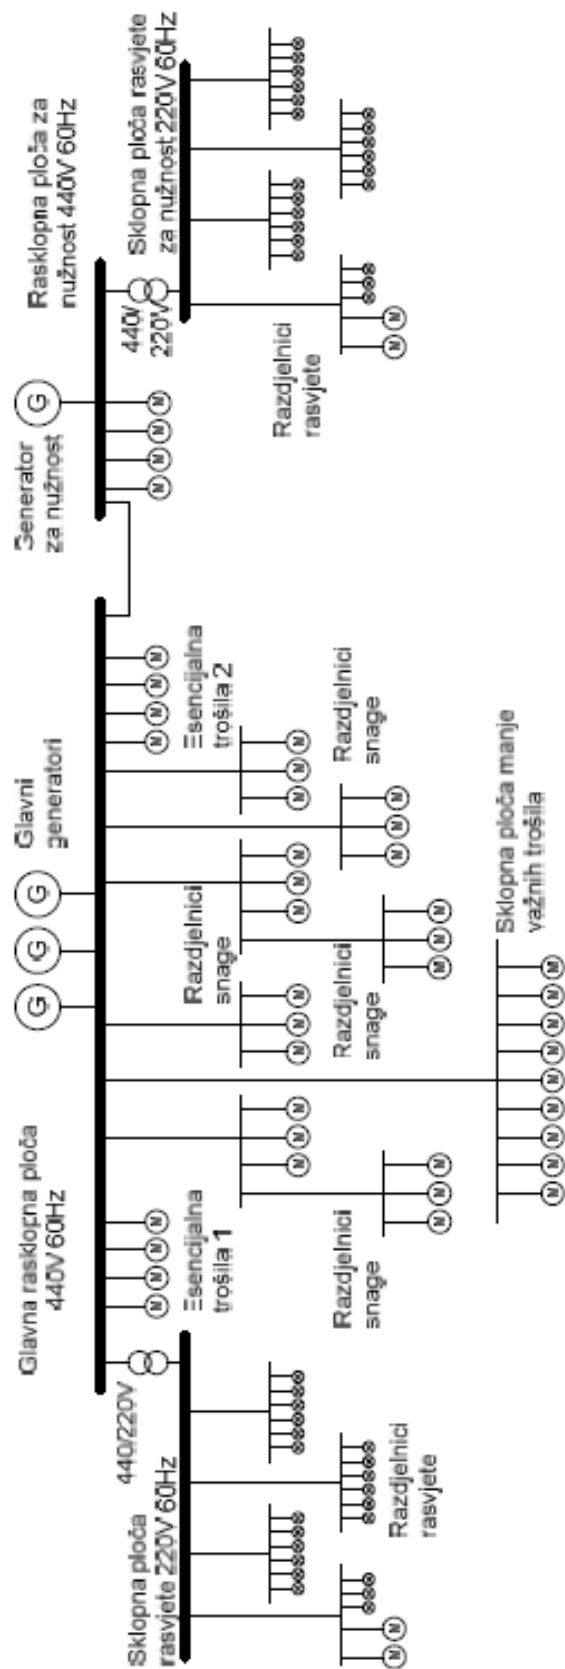 Glavna rasklopna ploča
440V 60Hz
Glavni
generatori
Generator
za nužnost
Rasklopna ploča za
nužnost 440V 60Hz
G
G
G
G
440/220V
Sklopna ploča
rasvjete 220V 60Hz
Esencijalna
trošila 1
Razdjelnici
snage
Esencijalna
trošila 2
440/
220V
Sklopna ploča rasvjete
za nužnost 220V 60Hz
Razdjelnici
rasvjete
Razdjelnici
snage
Razdjelnici
snage
Razdjelnici
snage
Razdjelnici
rasvjete
Sklopna ploča manje
važnih trošila
M M M M
M M M M
M M M M
M M M
M M M
M M M
M M M
M M M
M M M
M M M
M M
M M
M M M M M M M M M